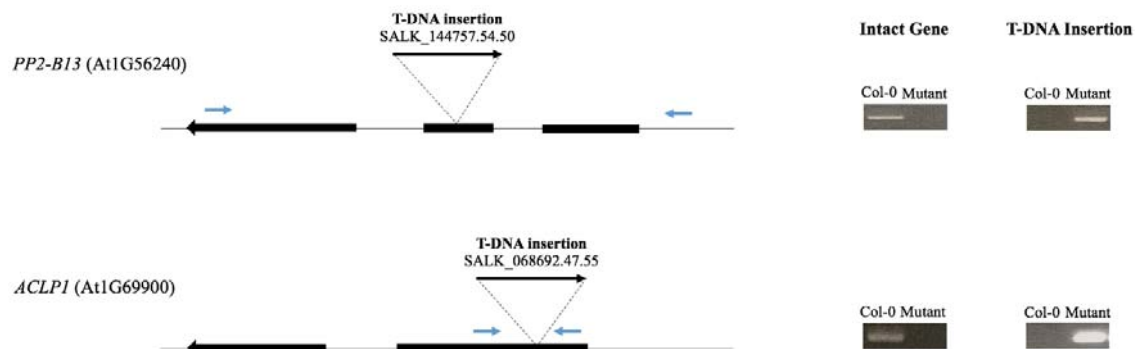 T-DNA insertion
SALK_144757.54.50
Intact Gene T-DNA Insertion
PP2-B13 (At1G56240)
Col-0 Mutant Col-0 Mutant
T-DNA insertion
SALK_068692.47.55
ACLP1 (At1G69900)
Col-0 Mutant Col-0 Mutant